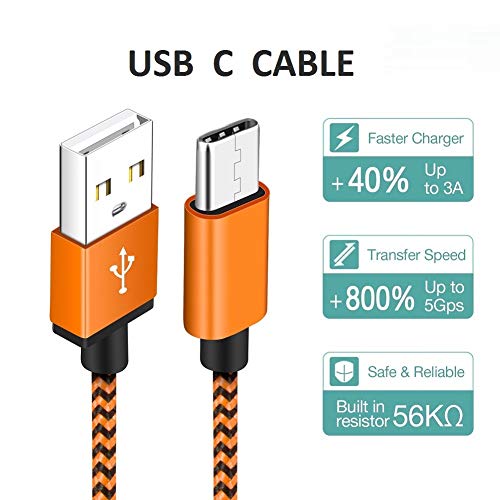 USB C CABLE
Faster Charger
+40% Up to 3A
Transfer Speed
+800% Up to 5Gps
Safe & Reliable
Built in resistor 56KΩ